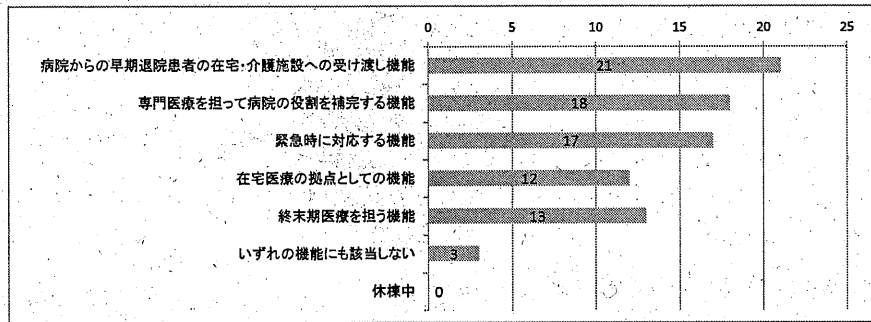 0 5 10 15 20 25
病院からの早期退院患者の在宅・介護施設への受け渡し機能 21
専門医療を担って病院の役割を補完する機能 18
緊急時に対応する機能 17
在宅医療の拠点としての機能 12
終末期医療を担う機能 13
いずれの機能にも該当しない 3
休棟中 0